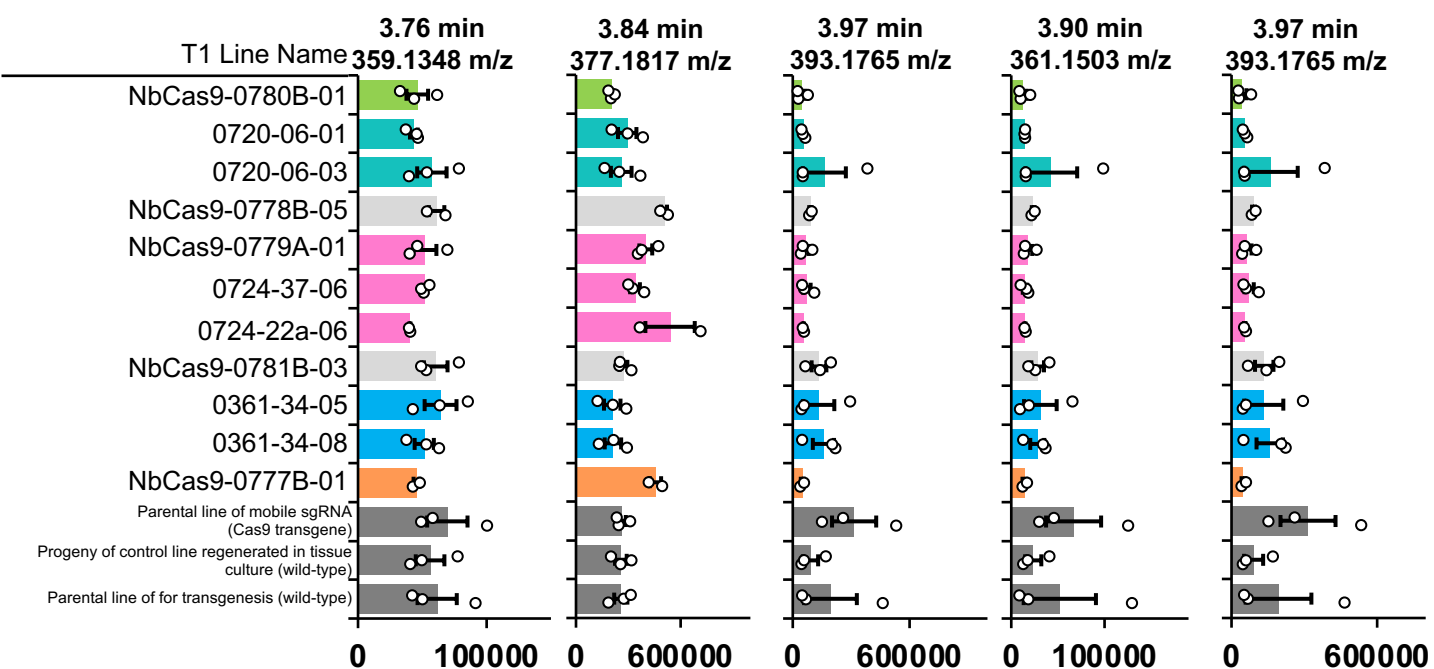 3.76 min 3.84 min 3.97 min 3.90 min 3.97 min
T1 Line Name 359.1348 m/z 377.1817 m/z 393.1765 m/z 361.1503 m/z 393.1765 m/z
NbCas9-0780B-01
0720-06-01
0720-06-03
NbCas9-0778B-05
NbCas9-0779A-01
0724-37-06
0724-22a-06
NbCas9-0781B-03
0361-34-05
0361-34-08
NbCas9-0777B-01
Parental line of mobile sgRNA
(Cas9 transgene)
Progeny of control line regenerated in tissue
culture (wild-type)
Parental line of for transgenesis (wild-type)
0 100000 0 600000 0 600000 0 100000 0 600000